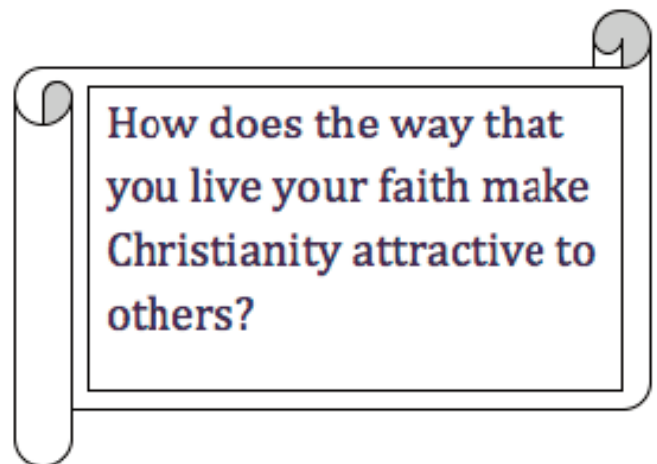 How does the way that
you live your faith make
Christianity attractive to
others?